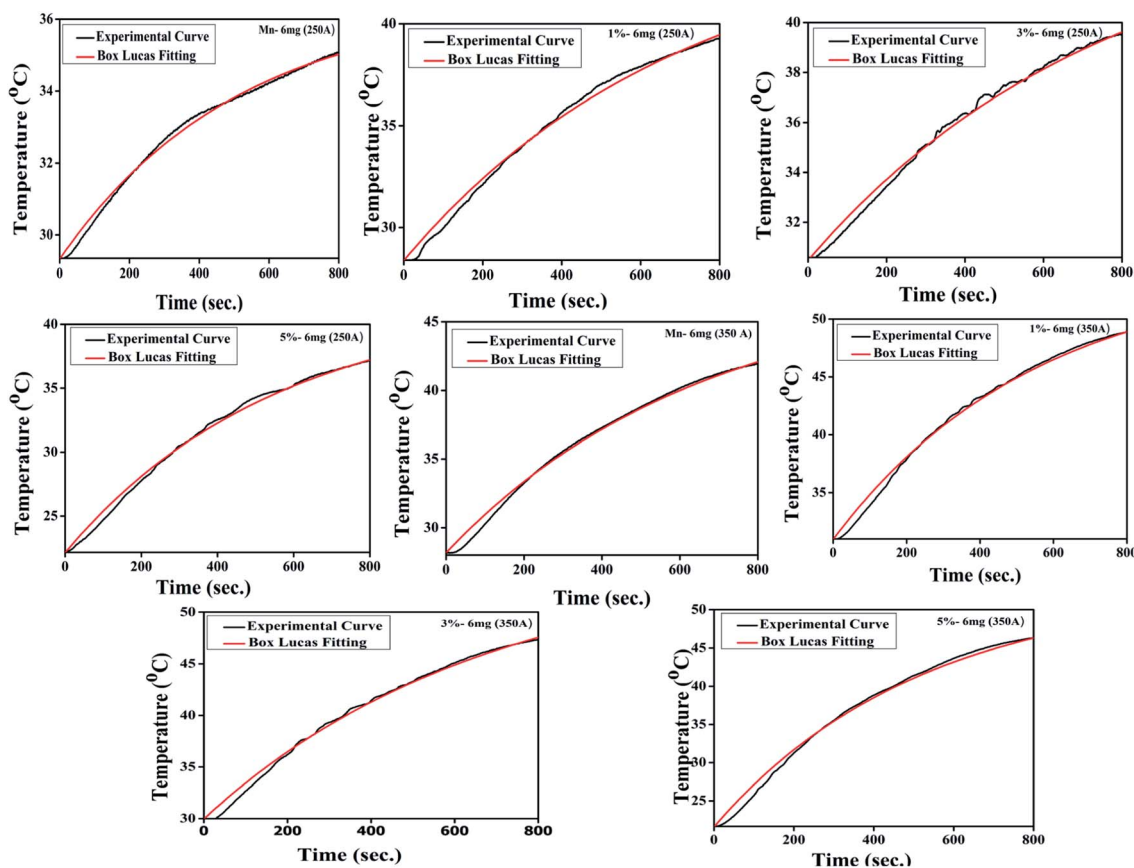 Mn- 6mg (250A)
Experimental Curve
Box Lucas Fitting
Temperature (⁰C)
36
34
32
30
0 200 400 600 800
Time (sec.)
1%- 6mg (250A)
Experimental Curve
Box Lucas Fitting
Temperature (⁰C)
40
30
0 200 400 600 800
Time (sec.)
3%- 6mg (250A)
Experimental Curve
Box Lucas Fitting
Temperature (⁰C)
40
38
36
34
32
0 200 400 600 800
Time (sec.)
5%- 6mg (250A)
Experimental Curve
Box Lucas Fitting
Temperature (⁰C)
40
35
30
25
0 200 400 600 800
Time (sec.)
Mn- 6mg (350 A)
Experimental Curve
Box Lucas Fitting
Temperature (⁰C)
45
40
35
30
0 200 400 600 800
Time (sec.)
1%- 6mg (350A)
Experimental Curve
Box Lucas Fitting
Temperature (⁰C)
50
45
40
35
0 200 400 600 800
Time (sec.)
3%- 6mg (350A)
Experimental Curve
Box Lucas Fitting
Temperature (⁰C)
50
45
40
35
30
0 200 400 600 800
Time (sec.)
5%- 6mg (350A)
Experimental Curve
Box Lucas Fitting
Temperature (⁰C)
50
45
40
35
30
25
0 200 400 600 800
Time (sec.)